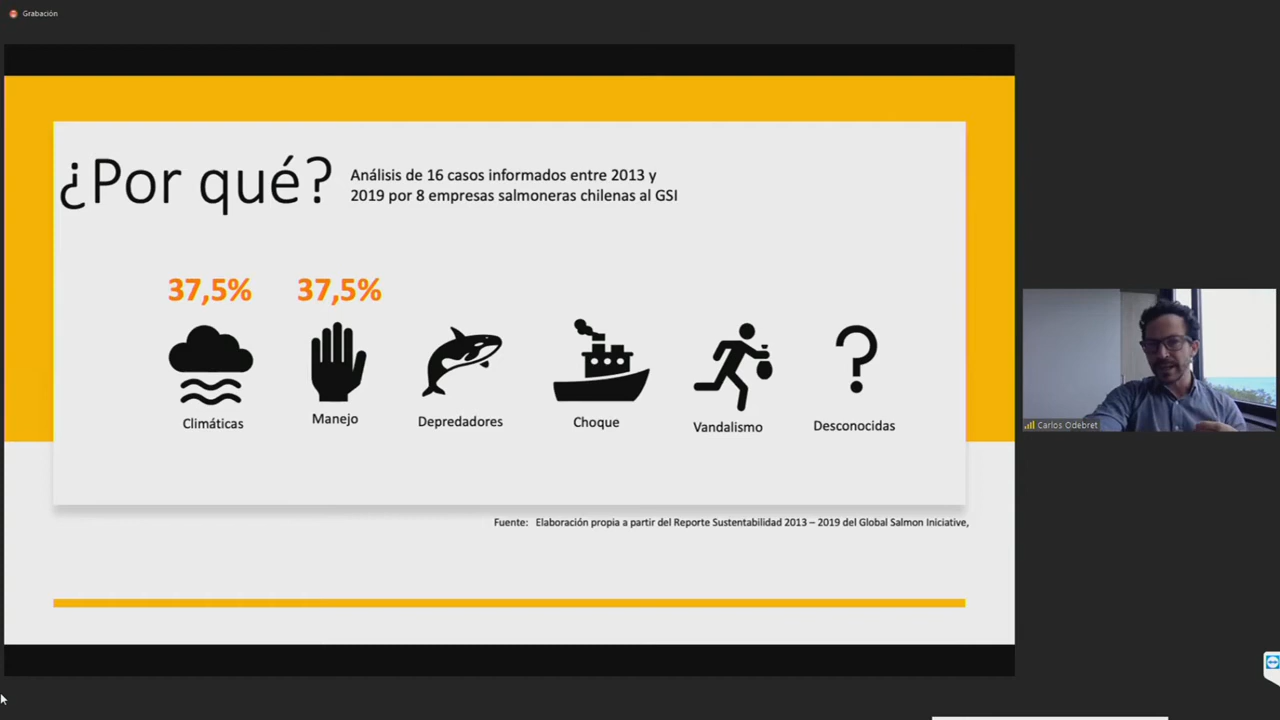 Grabación
¿Por qué?
Análisis de 16 casos informados entre 2013 y
2019 por 8 empresas salmoneras chilenas al GSI
37,5%
37,5%
Climáticas
Manejo
Depredadores
Choque
Vandalismo
?
Desconocidas
Carlos Odebret
Fuente: Elaboración propia a partir del Reporte Sustentabilidad 2013 – 2019 del Global Salmon Iniciative,